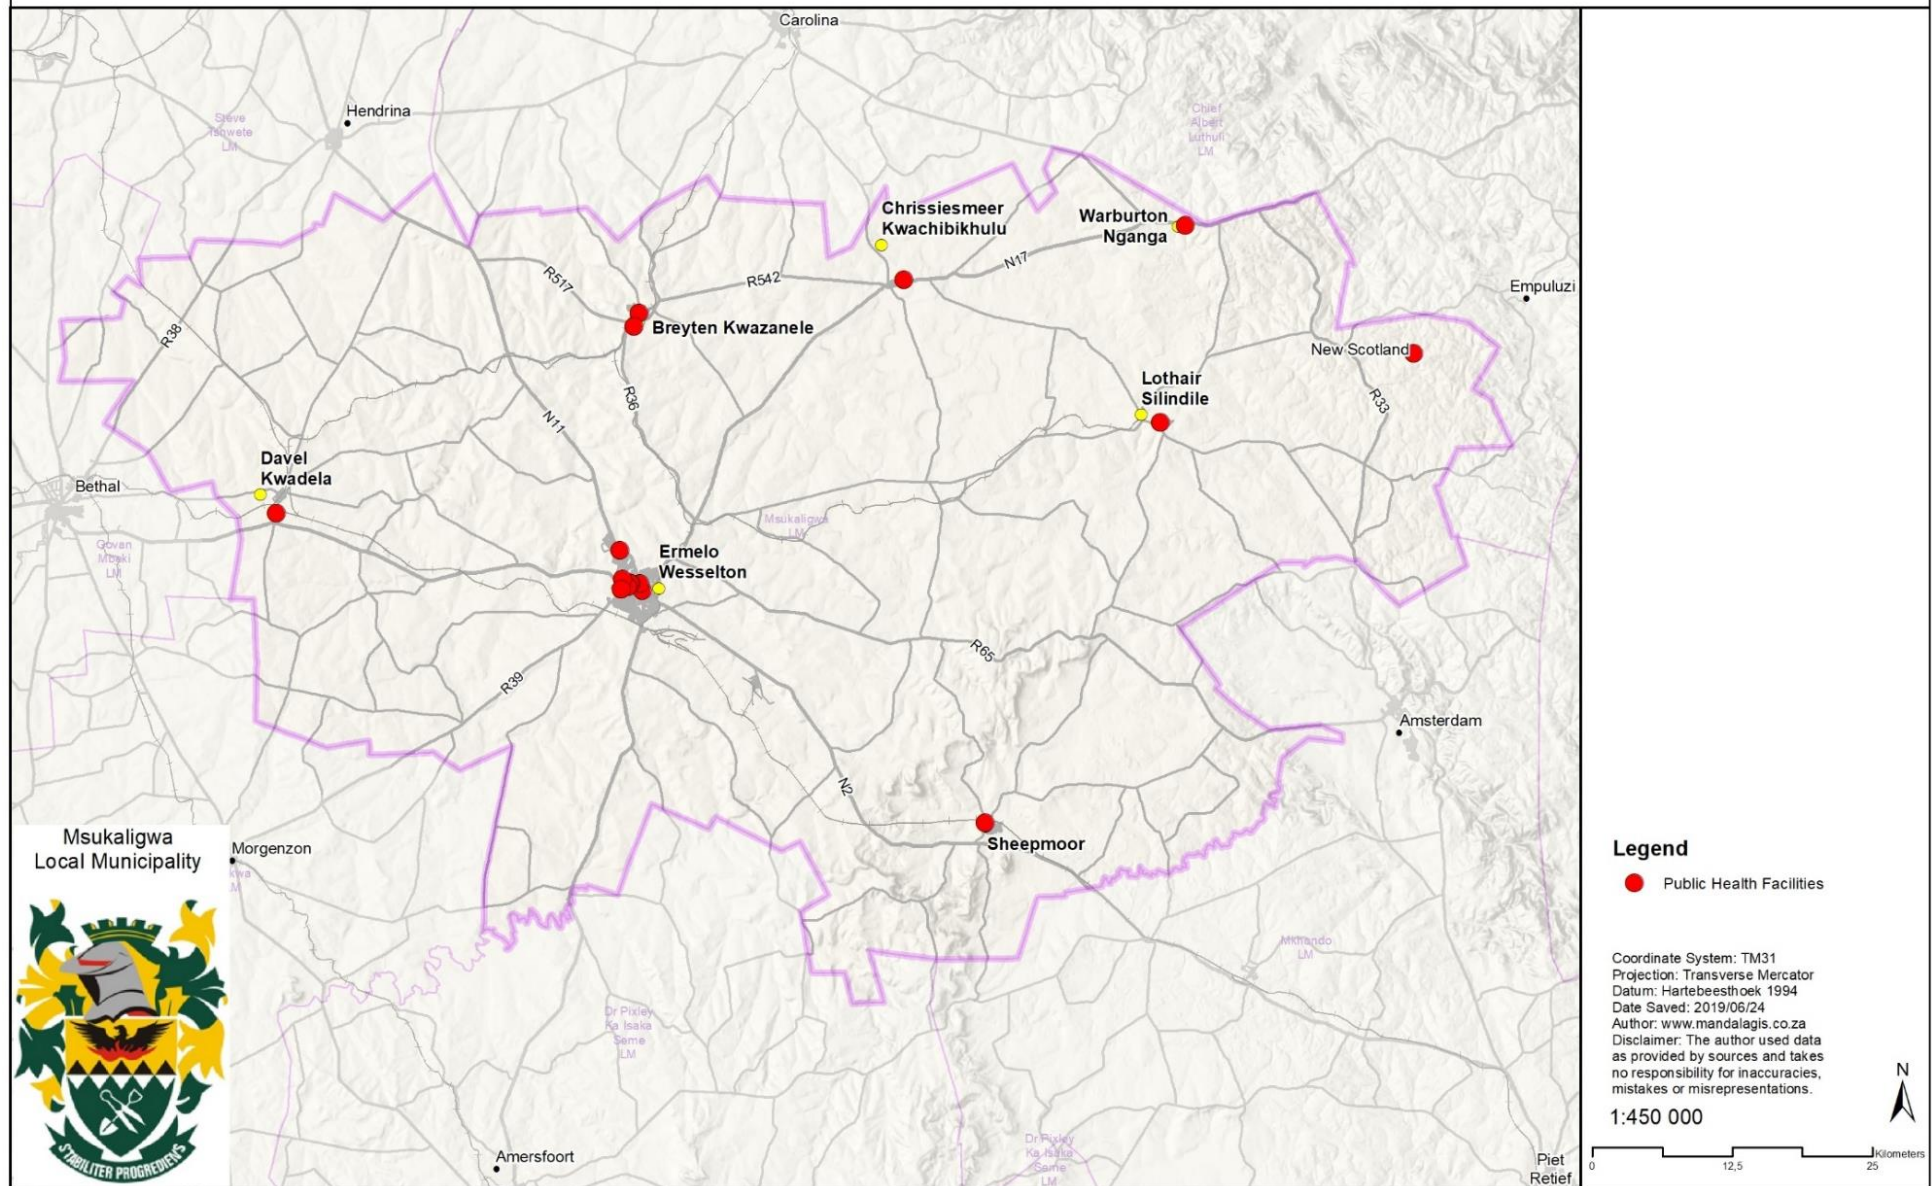 Carolina
Hendrina
Steve
Tshwete
LM
Chief
Albert
Luthuli
LM
Chrissiesmeer
Kwachibikhulu
Warburton
Nganga
N17
R517
R542
Empuluzi
Breyten Kwazanele
R38
New Scotland
Lothair
Silindile
R36
R33
N11
Davel
Kwadela
Bethal
Msukaligwa
LM
Govan
Mbeki
LM
Ermelo
Wesselton
R65
R39
Amsterdam
N2
Sheepmoor
Msukaligwa
Local Municipality
Morgenzon
kwa
LM
Mkhondo
LM
Dr Pixley
Ka Isaka
Seme
LM
STABILITER PROGREDIENS
Amersfoort
Dr Pixley
Ka Isaka
Seme
LM
Piet
Retief
Legend
Public Health Facilities
Coordinate System: TM31
Projection: Transverse Mercator
Datum: Hartebeesthoek 1994
Date Saved: 2019/06/24
Author: www.mandalagis.co.za
Disclaimer: The author used data
as provided by sources and takes
no responsibility for inaccuracies,
mistakes or misrepresentations.
N
1:450 000
Kilometers
0 12,5 25